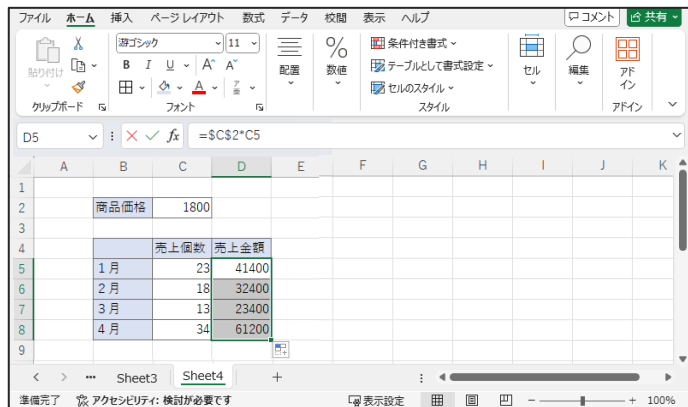 ファイル ホーム 挿入 ページ レイアウト 数式 データ 校閲 表示 ヘルプ コメント 共有
貼り付け 游ゴシック 11 配置 数値 条件付き書式 セル 編集 アドイン
B I U A A テーブルとして書式設定
A セルのスタイル
クリップボード フォント スタイル アドイン
D5 fx =$C$2*C5
A B C D E F G H I J K
1
2 商品価格 1800
3
4 売上個数 売上金額
5 1月 23 41400
6 2月 18 32400
7 3月 13 23400
8 4月 34 61200
9
Sheet3 Sheet4 +
準備完了 アクセシビリティ: 検討が必要です 表示設定 - + 100%